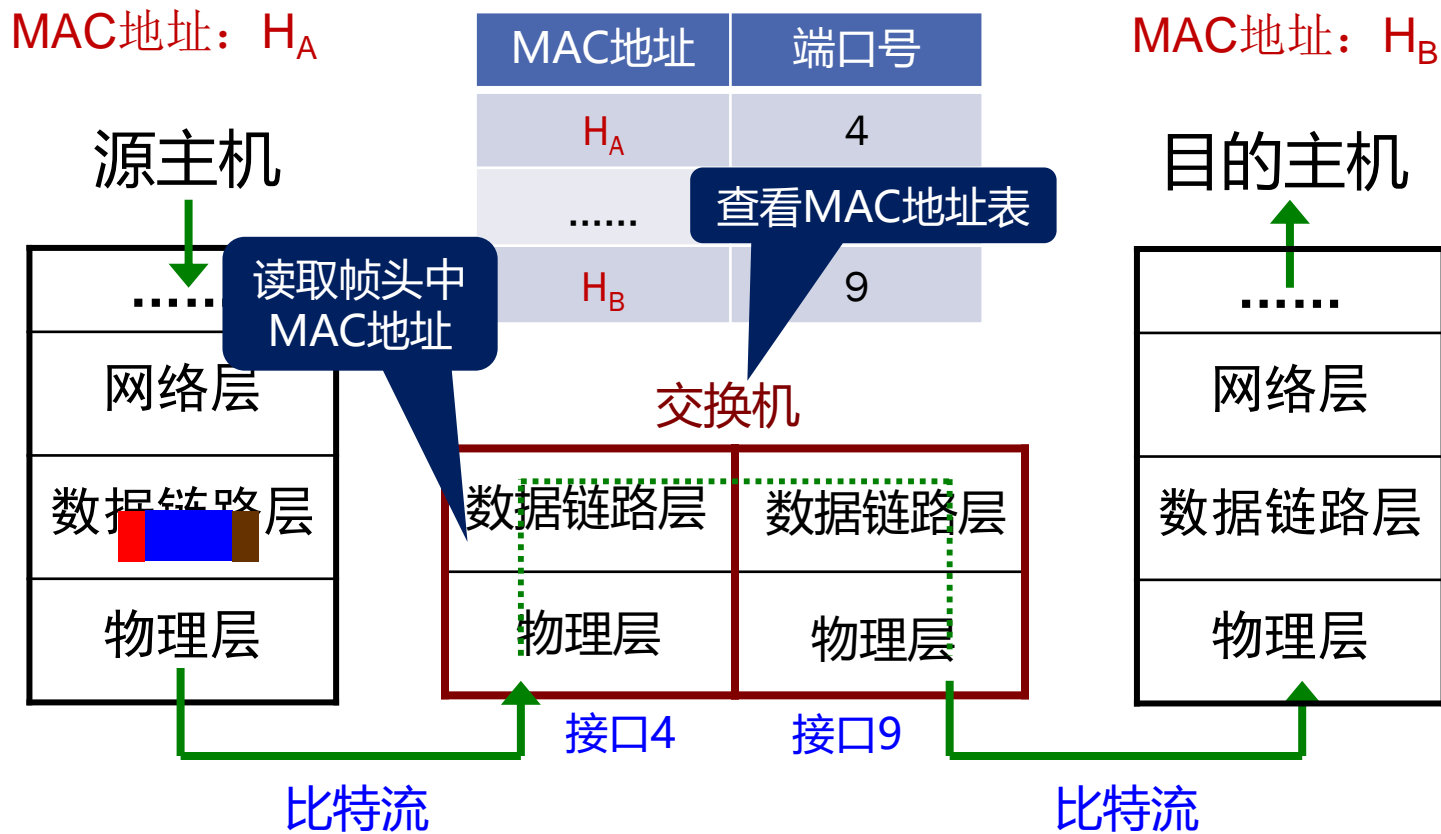 MAC地址：HA
MAC地址 端口号
MAC地址：HB
HA 4
源主机
目的主机
...... 查看MAC地址表
HB 9
读取帧头中
MAC地址
......
......
网络层
交换机
网络层
数据链路层
数据链路层
数据链路层
数据链路层
物理层
物理层
物理层
物理层
接口4
接口9
比特流
比特流